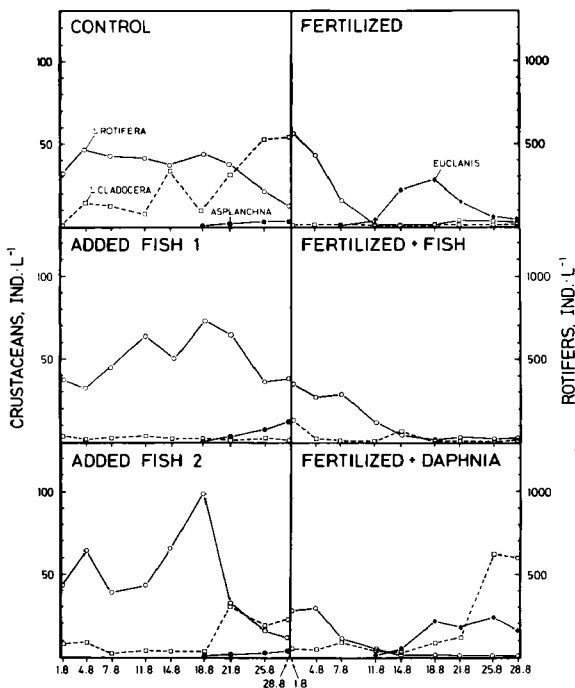 CONTROL
FERTILIZED
100
1000
Σ ROTIFERA
50
500
EUCLANIS
Σ CLADOCERA
ASPLANCHNA
ADDED FISH 1
FERTILIZED + FISH
100
1000
CRUSTACEANS, IND. · L⁻¹
ROTIFERS, IND. · L⁻¹
50
500
ADDED FISH 2
FERTILIZED + DAPHNIA
100
1000
50
500
1.8 4.8 7.8 11.8 14.8 18.8 21.8 25.8
28.8 1.8
4.8 7.8 11.8 14.8 18.8 21.8 25.8 28.8